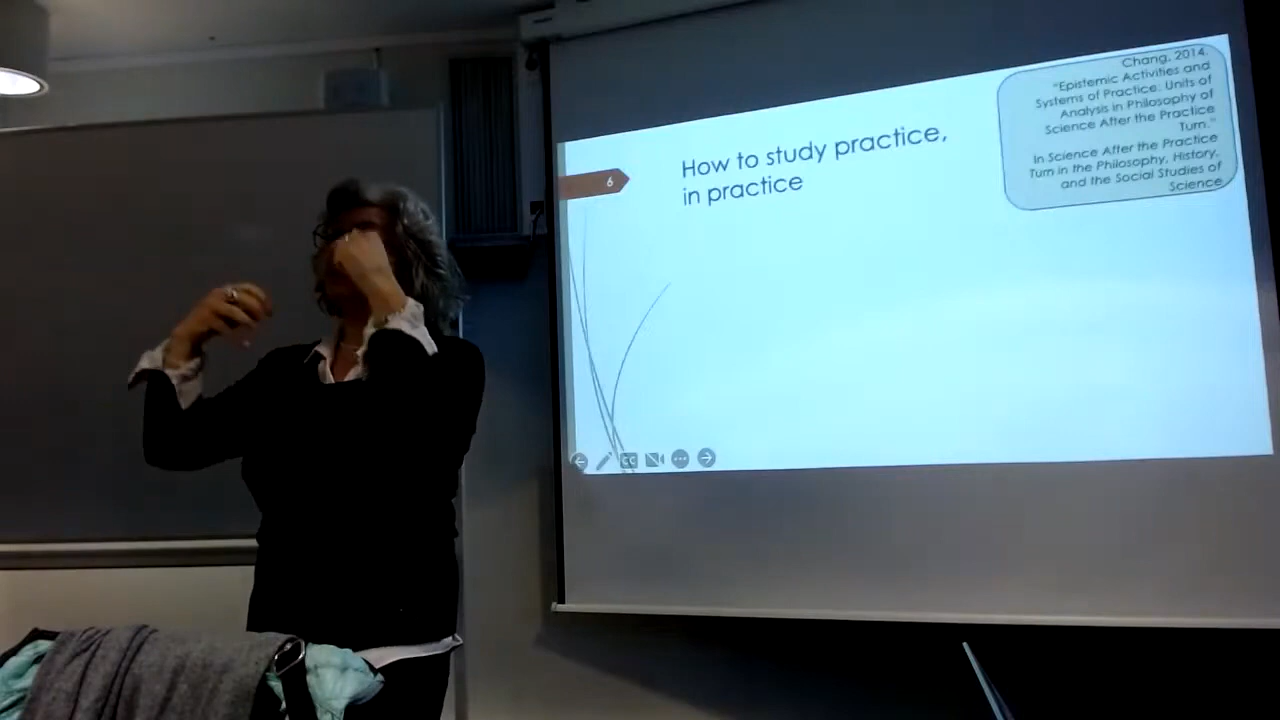 6
How to study practice,
in practice
Chang, 2014.
"Epistemic Activities and
Systems of Practice: Units of
Analysis in Philosophy of
Science After the Practice
Turn."
In Science After the Practice
Turn in the Philosophy, History,
and the Social Studies of
Science
CC